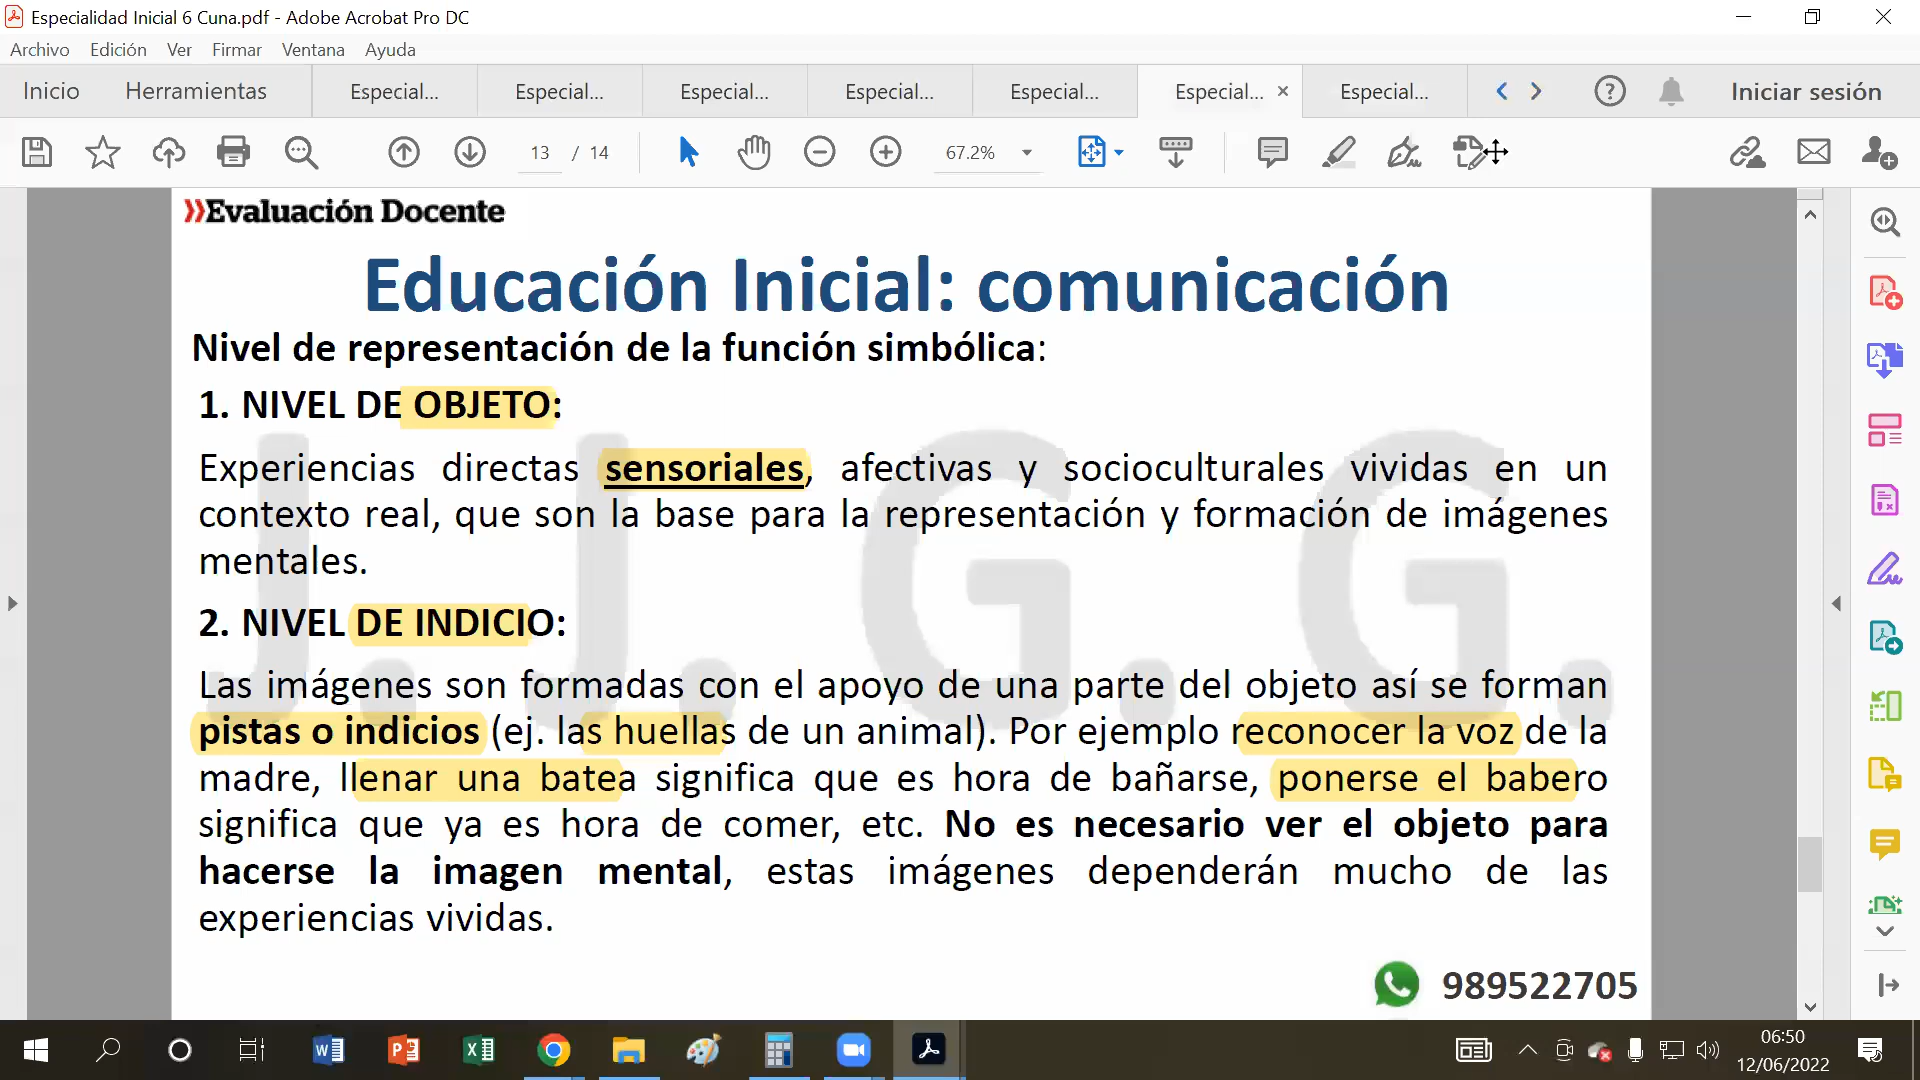 Especialidad Inicial 6 Cuna.pdf - Adobe Acrobat Pro DC
Archivo Edición Ver Firmar Ventana Ayuda
Inicio Herramientas Especial... Especial... Especial... Especial... Especial... Especial... × Especial... Iniciar sesión
13 / 14 67.2%
Evaluación Docente
Educación Inicial: comunicación
Nivel de representación de la función simbólica:
1. NIVEL DE OBJETO:
Experiencias directas sensoriales, afectivas y socioculturales vividas en un
contexto real, que son la base para la representación y formación de imágenes
mentales.
2. NIVEL DE INDICIO:
Las imágenes son formadas con el apoyo de una parte del objeto así se forman
pistas o indicios (ej. las huellas de un animal). Por ejemplo reconocer la voz de la
madre, llenar una batea significa que es hora de bañarse, ponerse el babero
significa que ya es hora de comer, etc. No es necesario ver el objeto para
hacerse la imagen mental, estas imágenes dependerán mucho de las
experiencias vividas.
J. J. G. G.
989522705
06:50
12/06/2022